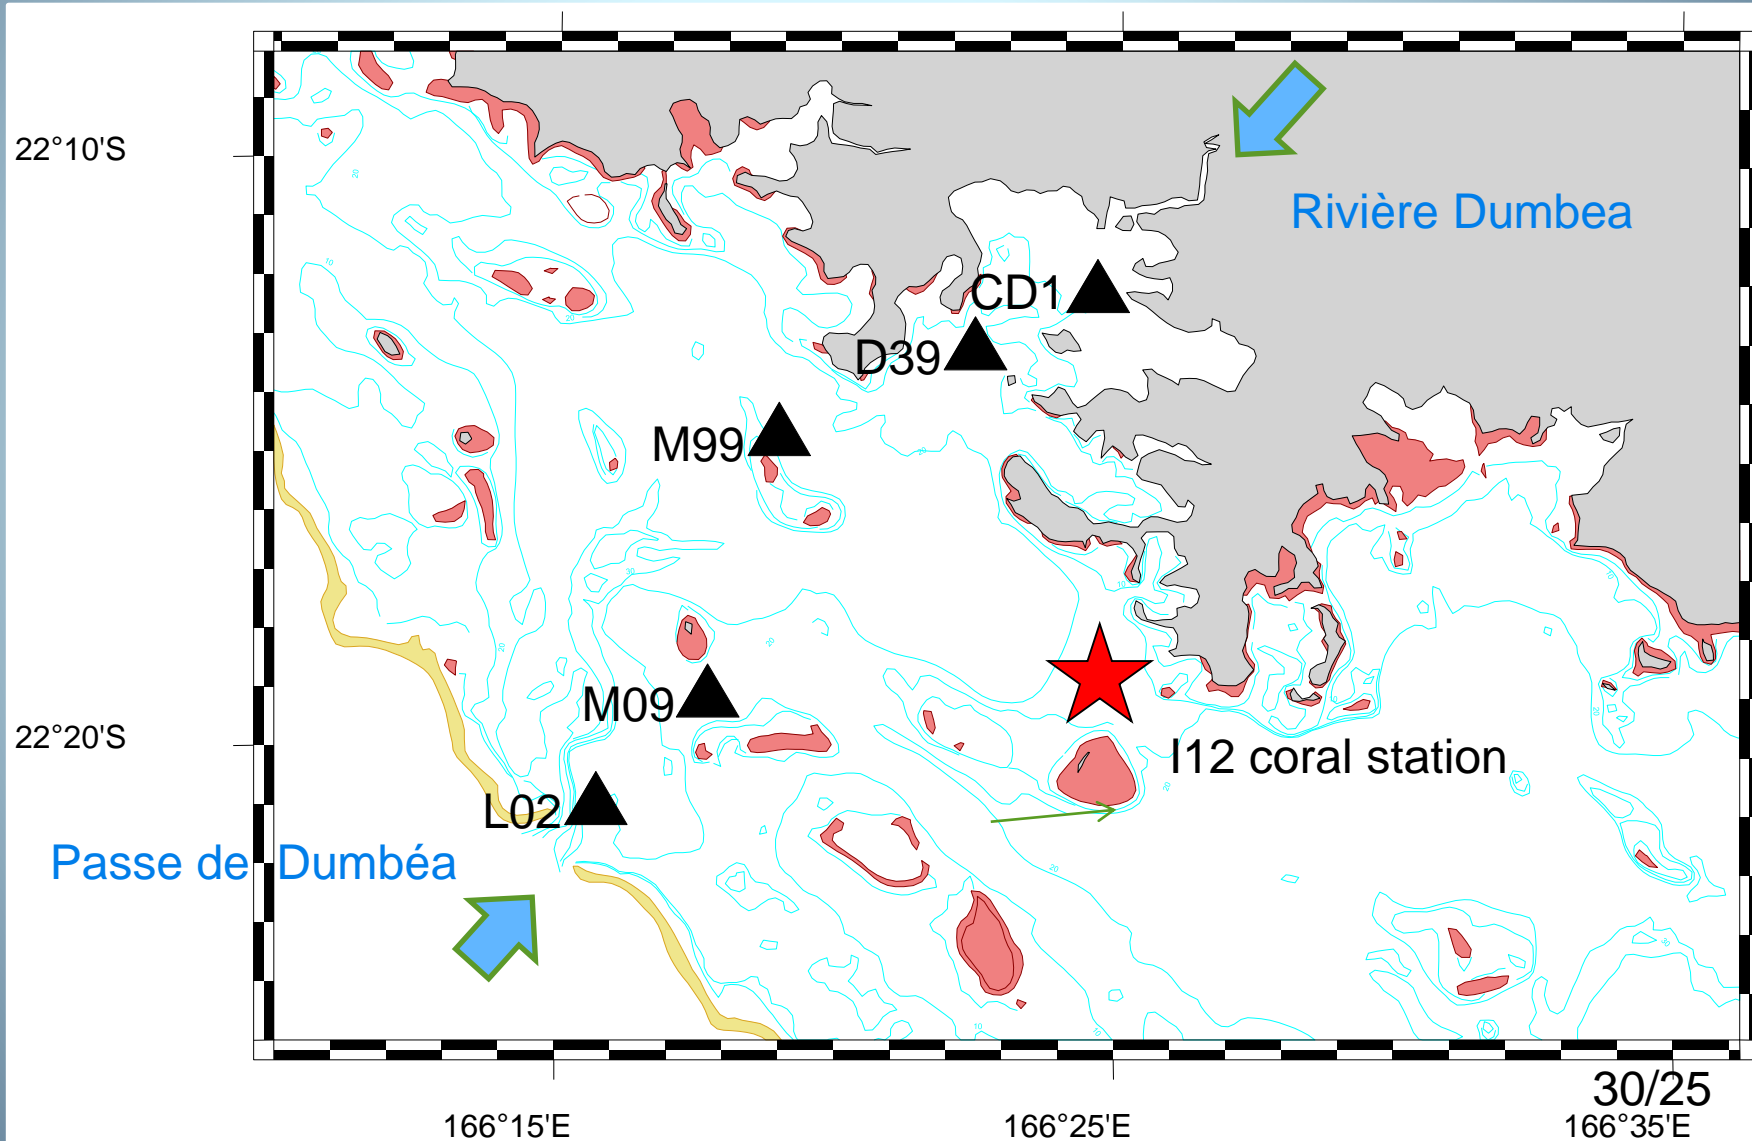 22°10'S
Rivière Dumbea
CD1
D39
M99
M09
22°20'S
I12 coral station
L02
Passe de Dumbéa
30/25
166°15'E
166°25'E
166°35'E